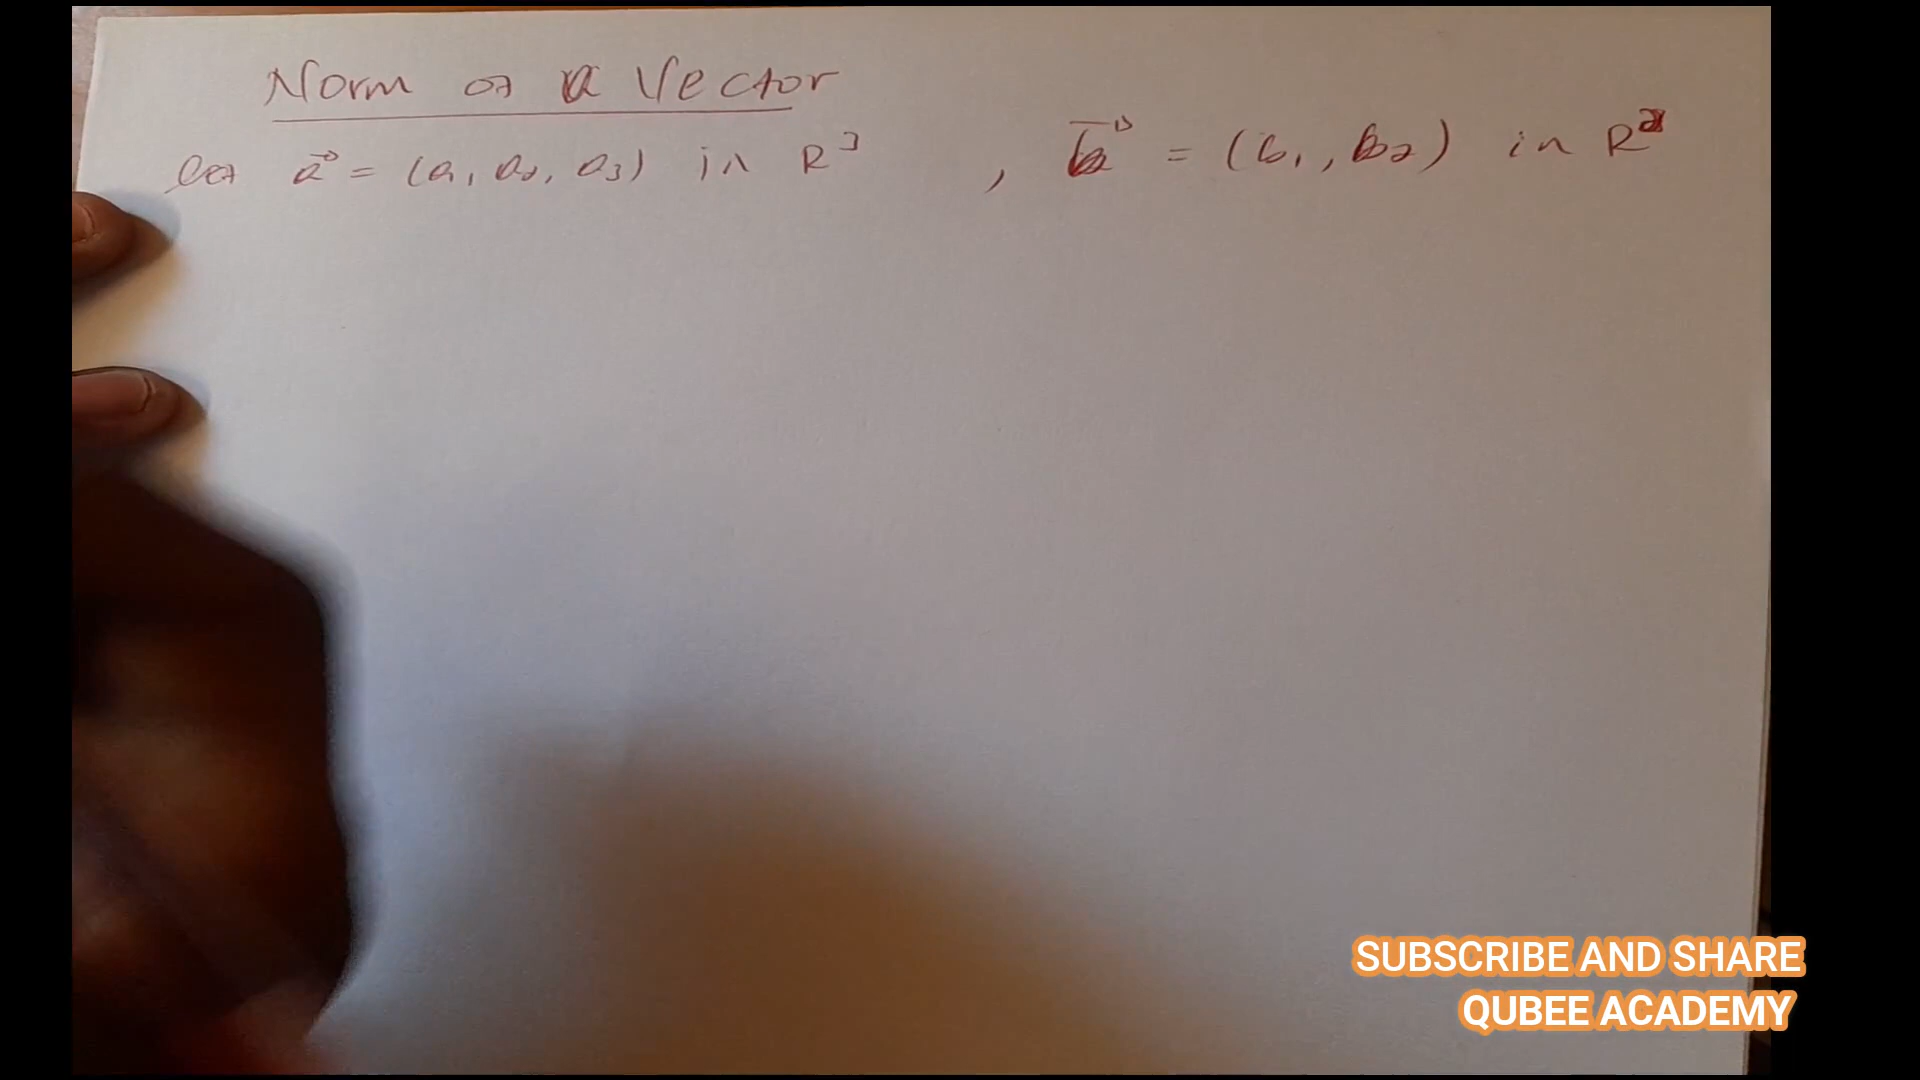 Norm of a Vector
let a⃗ = (a₁, a₂, a₃) in R³ , b⃗ = (b₁, b₂) in R²
SUBSCRIBE AND SHARE
QUBEE ACADEMY